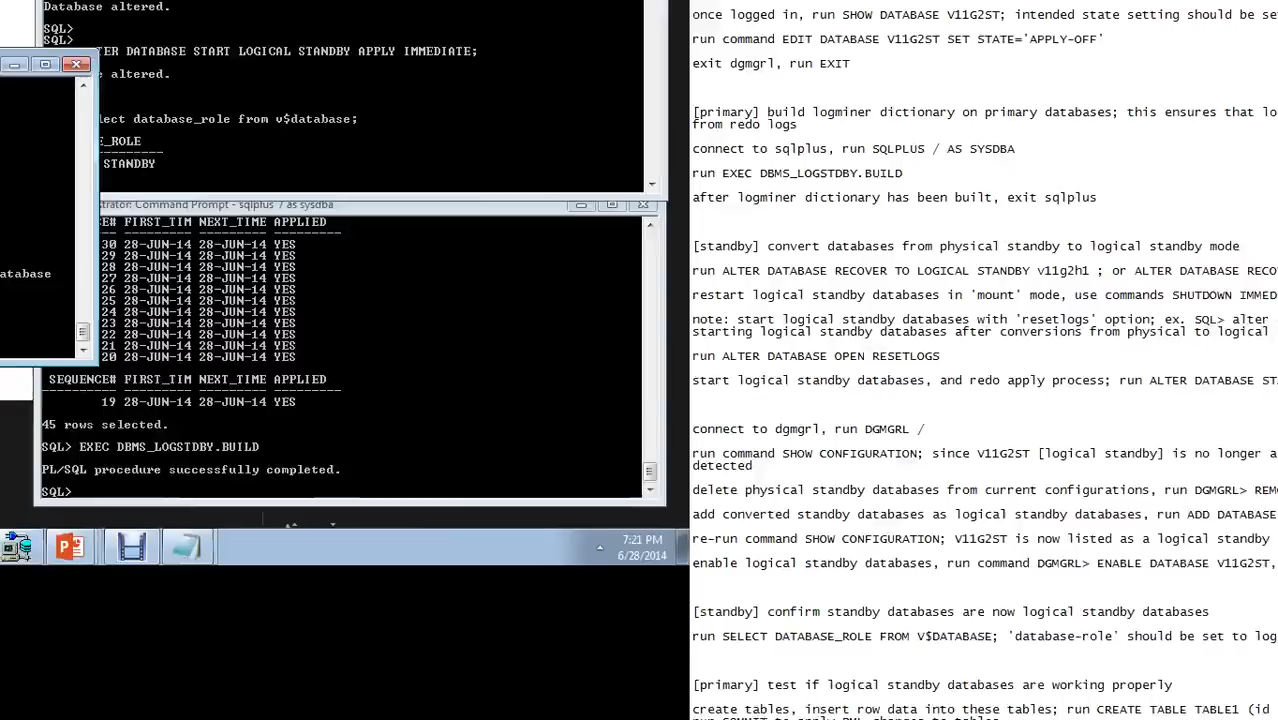 Database altered.
SQL>
SQL>
TER DATABASE START LOGICAL STANDBY APPLY IMMEDIATE;
e altered.
lect database_role from v$database;
E_ROLE
STANDBY
strator: Command Prompt - sqlplus / as sysdba
CE# FIRST_TIM NEXT_TIME APPLIED
30 28-JUN-14 28-JUN-14 YES
29 28-JUN-14 28-JUN-14 YES
28 28-JUN-14 28-JUN-14 YES
27 28-JUN-14 28-JUN-14 YES
26 28-JUN-14 28-JUN-14 YES
25 28-JUN-14 28-JUN-14 YES
24 28-JUN-14 28-JUN-14 YES
23 28-JUN-14 28-JUN-14 YES
22 28-JUN-14 28-JUN-14 YES
21 28-JUN-14 28-JUN-14 YES
20 28-JUN-14 28-JUN-14 YES
SEQUENCE# FIRST_TIM NEXT_TIME APPLIED
19 28-JUN-14 28-JUN-14 YES
45 rows selected.
SQL> EXEC DBMS_LOGSTDBY.BUILD
PL/SQL procedure successfully completed.
SQL>
atabase
7:21 PM
6/28/2014
once logged in, run SHOW DATABASE V11G2ST; intended state setting should be se
run command EDIT DATABASE V11G2ST SET STATE='APPLY-OFF'
exit dgmgrl, run EXIT
[primary] build logminer dictionary on primary databases; this ensures that lo
from redo logs
connect to sqlplus, run SQLPLUS / AS SYSDBA
run EXEC DBMS_LOGSTDBY.BUILD
after logminer dictionary has been built, exit sqlplus
[standby] convert databases from physical standby to logical standby mode
run ALTER DATABASE RECOVER TO LOGICAL STANDBY v11g2h1 ; or ALTER DATABASE RECO
restart logical standby databases in 'mount' mode, use commands SHUTDOWN IMMED
note: start logical standby databases with 'resetlogs' option; ex. SQL> alter
starting logical standby databases after conversions from physical to logical
run ALTER DATABASE OPEN RESETLOGS
start logical standby databases, and redo apply process; run ALTER DATABASE ST
connect to dgmgrl, run DGMGRL /
run command SHOW CONFIGURATION; since V11G2ST [logical standby] is no longer a
detected
delete physical standby databases from current configurations, run DGMGRL> REM
add converted standby databases as logical standby databases, run ADD DATABASE
re-run command SHOW CONFIGURATION; V11G2ST is now listed as a logical standby
enable logical standby databases, run command DGMGRL> ENABLE DATABASE V11G2ST,
[standby] confirm standby databases are now logical standby databases
run SELECT DATABASE_ROLE FROM V$DATABASE; 'database-role' should be set to log
[primary] test if logical standby databases are working properly
create tables, insert row data into these tables; run CREATE TABLE TABLE1 (id
run COMMIT to apply DML changes to tables